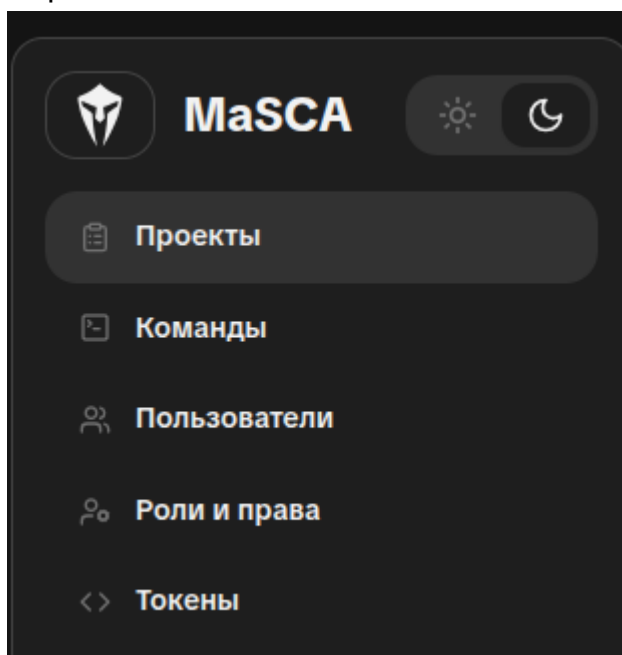 MaSCA
Проекты
Команды
Пользователи
Роли и права
Токены